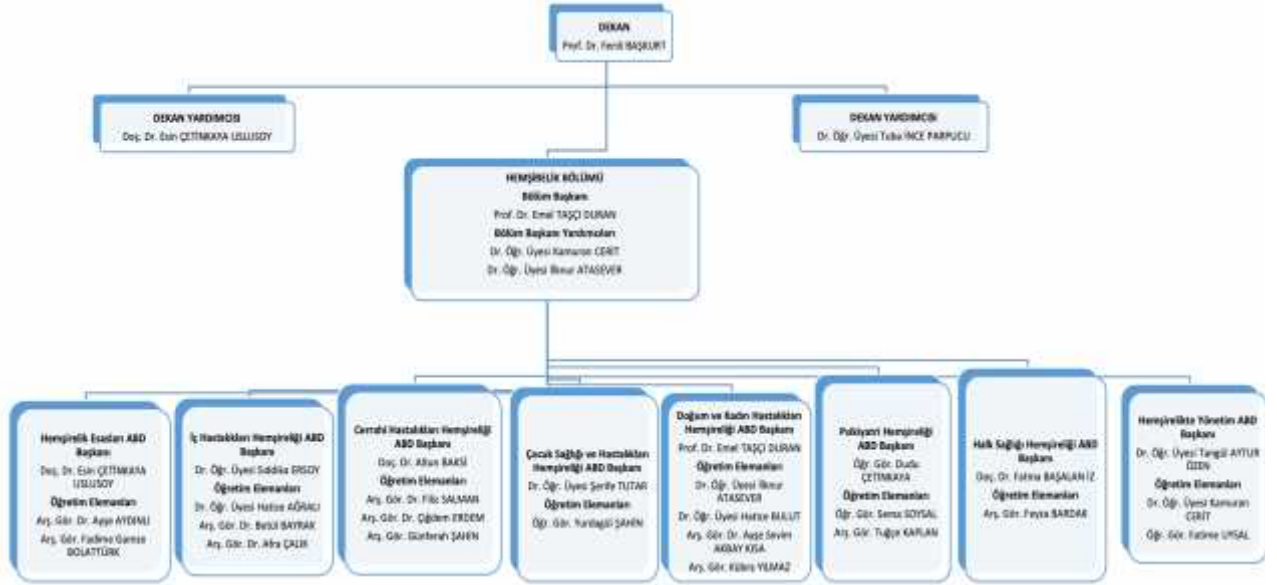 DEKAN
Prof. Dr. Ferdi BAŞKURT
DEKAN YARDIMCISI
Doç. Dr. Esin ÇETİNKAYA USLUSOY
DEKAN YARDIMCISI
Dr. Öğr. Üyesi Tuba İNCE PARPUCU
HEMŞİRELİK BÖLÜMÜ
Bölüm Başkanı
Prof. Dr. Emel TAŞÇI DURAN
Bölüm Başkan Yardımcıları
Dr. Öğr. Üyesi Kamuran CERİT
Dr. Öğr. Üyesi İlknur ATASEVER
Hemşirelik Esasları ABD
Başkanı
Doç. Dr. Esin ÇETİNKAYA
USLUSOY
Öğretim Elemanları
Arş. Gör. Dr. Ayşe AYDINLI
Arş. Gör. Fadime Gamze
BOLATTÜRK
İç Hastalıkları Hemşireliği ABD
Başkanı
Dr. Öğr. Üyesi Sıddika ERSOY
Öğretim Elemanları
Dr. Öğr. Üyesi Hatice AĞRALI
Arş. Gör. Dr. Betül BAYRAK
Arş. Gör. Dr. Afra ÇALIK
Cerrahi Hastalıkları Hemşireliği
ABD Başkanı
Doç. Dr. Altun BAKSİ
Öğretim Elemanları
Arş. Gör. Dr. Filiz SALMAN
Arş. Gör. Dr. Çiğdem ERDEM
Arş. Gör. Günferah ŞAHİN
Çocuk Sağlığı ve Hastalıkları
Hemşireliği ABD Başkanı
Dr. Öğr. Üyesi Şerife TUTAR
Öğretim Elemanları
Öğr. Gör. Yurdagül ŞAHİN
Doğum ve Kadın Hastalıkları
Hemşireliği ABD Başkanı
Prof. Dr. Emel TAŞÇI DURAN
Öğretim Elemanları
Dr. Öğr. Üyesi İlknur
ATASEVER
Dr. Öğr. Üyesi Hatice BULUT
Arş. Gör. Dr. Ayşe Sevim
AKBAY KISA
Arş. Gör. Kübra YILMAZ
Psikiyatri Hemşireliği
ABD Başkanı
Öğr. Gör. Dudu
ÇETİNKAYA
Öğretim Elemanları
Öğr. Gör. Sema SOYSAL
Arş. Gör. Tuğçe KAPLAN
Halk Sağlığı Hemşireliği ABD
Başkanı
Doç. Dr. Fatma BAŞALAN İZ
Öğretim Elemanları
Arş. Gör. Feyza BARDAK
Hemşirelikte Yönetim ABD
Başkanı
Dr. Öğr. Üyesi Tangül AYTUR
ÖZEN
Öğretim Elemanları
Dr. Öğr. Üyesi Kamuran
CERİT
Öğr. Gör. Fatime UYSAL